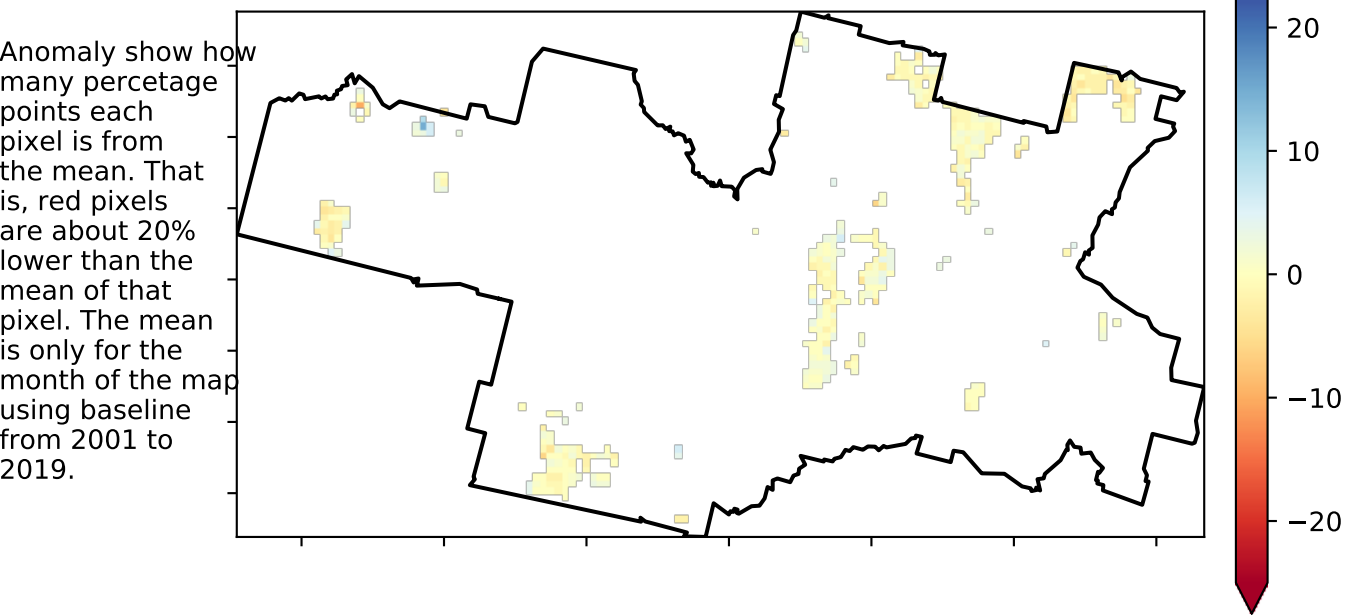 Anomaly show how
many percetage
points each
pixel is from
the mean. That
is, red pixels
are about 20%
lower than the
mean of that
pixel. The mean
is only for the
month of the map
using baseline
from 2001 to
2019.
20
10
0
−10
−20